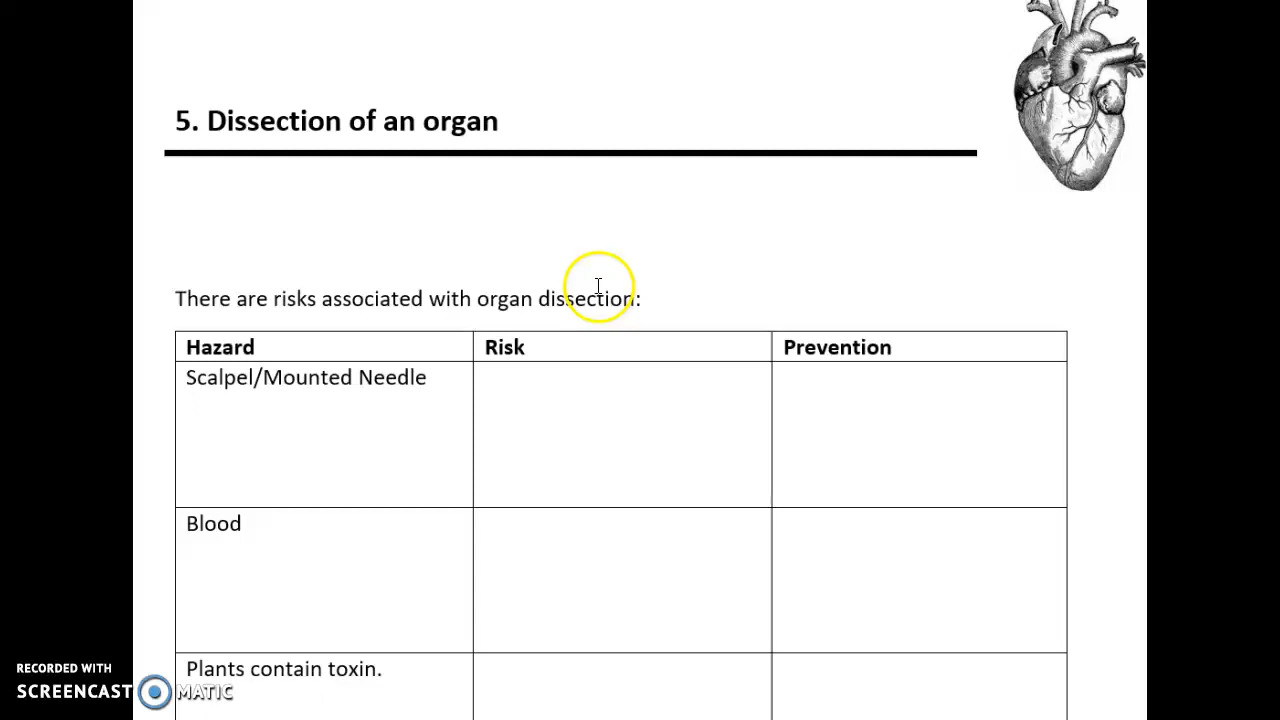 5. Dissection of an organ
There are risks associated with organ dissection:
Hazard Risk Prevention
Scalpel/Mounted Needle
Blood
Plants contain toxin.
RECORDED WITH
SCREENCAST MATIC